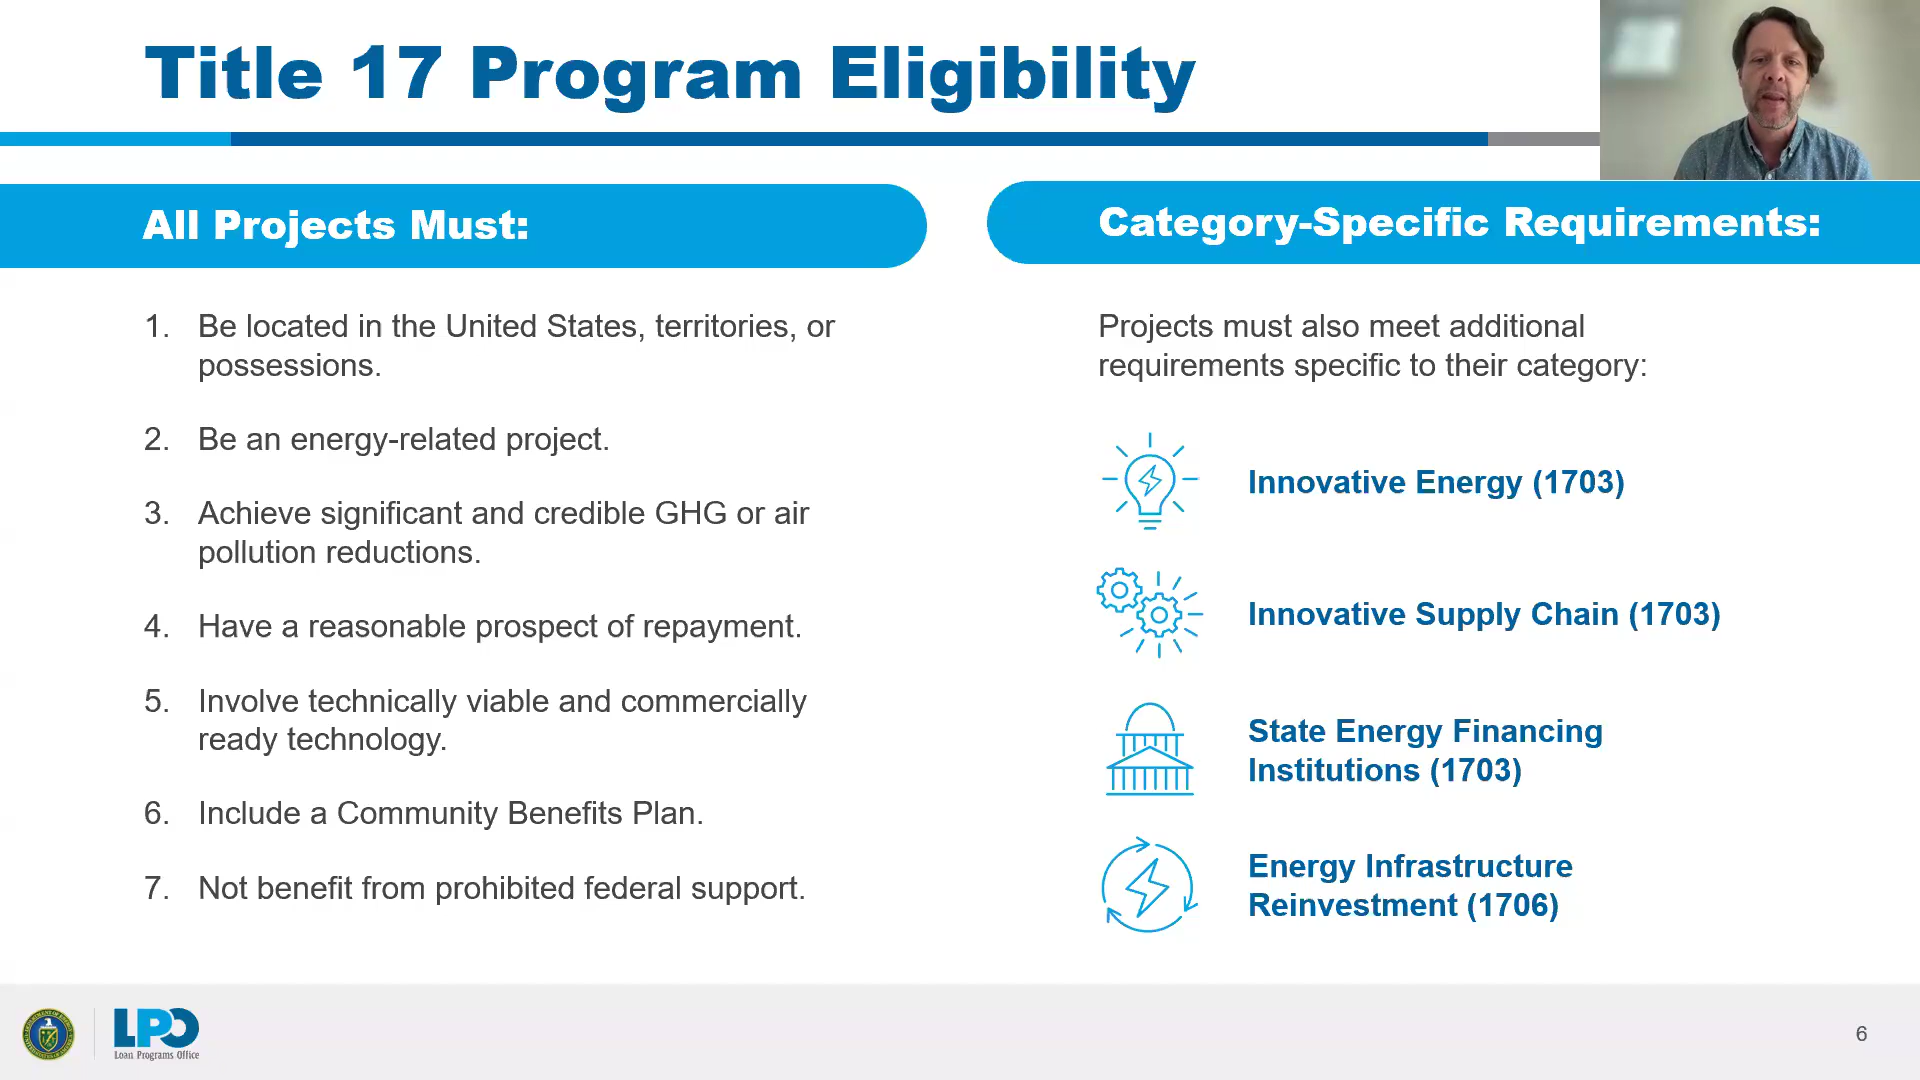 Title 17 Program Eligibility
All Projects Must:
1. Be located in the United States, territories, or
possessions.
2. Be an energy-related project.
3. Achieve significant and credible GHG or air
pollution reductions.
4. Have a reasonable prospect of repayment.
5. Involve technically viable and commercially
ready technology.
6. Include a Community Benefits Plan.
7. Not benefit from prohibited federal support.
Category-Specific Requirements:
Projects must also meet additional
requirements specific to their category:
Innovative Energy (1703)
Innovative Supply Chain (1703)
State Energy Financing
Institutions (1703)
Energy Infrastructure
Reinvestment (1706)
LPO
Loan Programs Office
6